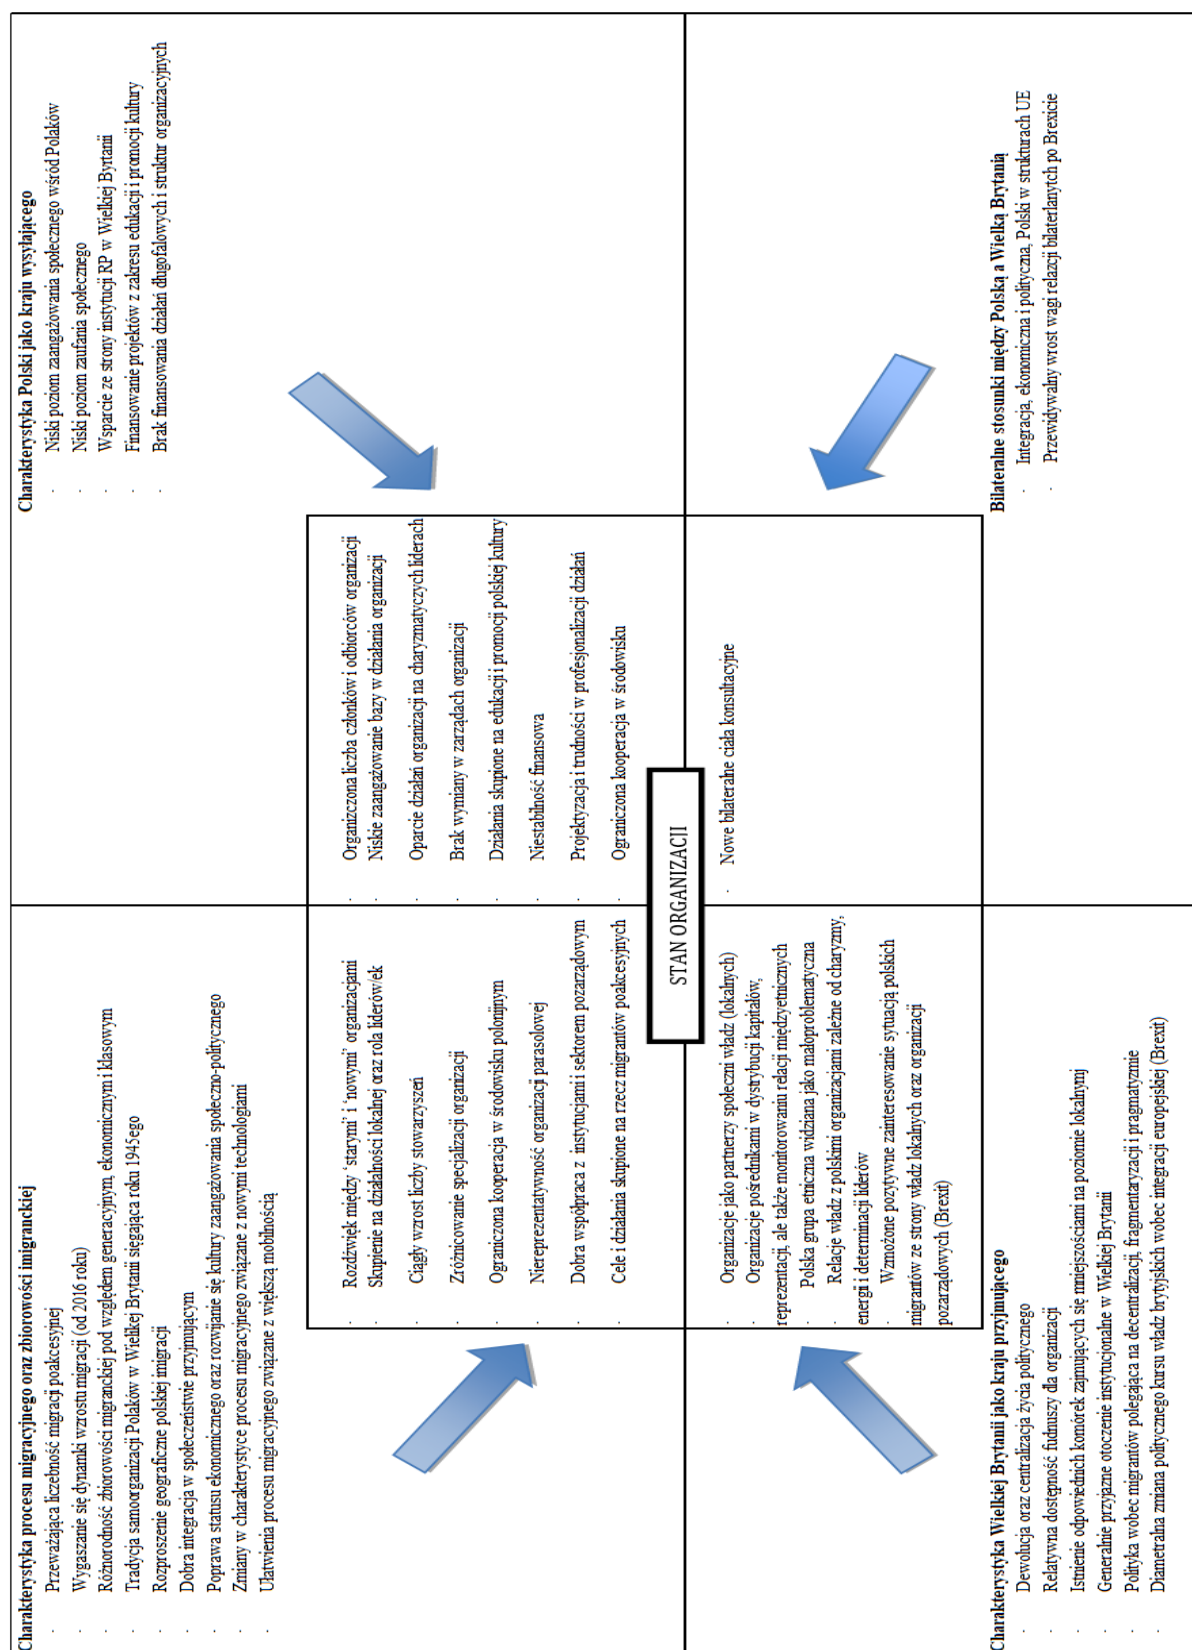 Charakterystyka procesu migracyjnego oraz zbiorowości imigranckiej
- Przeważająca liczebność migracji poakcesyjnej
- Wygaszanie się dynamki wzrostu migracji (od 2016 roku)
- Różnorodność zbiorowości migranckiej pod względem generacyjnym, ekonomicznym i klasowym
- Tradycja samoorganizacji Polaków w Wielkej Brytanii sięgająca roku 1945ego
- Rozproszenie geograficzne polskiej imigracji
- Dobra integracja w społeczeństwie przyjmującym
- Poprawa statusu ekonomicznego oraz rozwijanie się kultury zaangażowania społeczno-politycznego
- Zmiany w charakterystyce procesu migracyjnego związane z nowymi technologiami
- Ułatwienia procesu migracyjnego związane z większą mobilnością
Charakterystyka Polski jako kraju wysyłającego
- Niski poziom zaangażowania społecznego wśród Polaków
- Niski poziom zaufania społecznego
- Wsparcie ze strony instytucji RP w Wielkiej Byrtanii
- Finansowanie projektów z zakresu edukacji i promocji kultury
- Brak finansowania działań długofalowych i struktur organizacyjnych
- Rozdźwięk między 'starymi' i 'nowymi' organizacjami
- Skupienie na działalności lokalnej oraz rola liderów/ek
- Ciągły wzrost liczby stowarzyszeń
- Zróżnicowanie specjalizacji organizacji
- Ograniczona kooperacja w środowisku polonijnym
- Niereprezentatywność organizacji parasolowej
- Dobra współpraca z instytucjami i sektorem pozarządowym
- Cele i działania skupione na rzecz migrantów poakcesyjnych
- Organizczona liczba członków i odbiorców organizacji
- Niskie zaangażowanie bazy w działania organizacji
- Oparcie działań organizacji na charyzmatycznych liderach
- Brak wymiany w zarządach organizacji
- Działania skupione na edukacji i promocji polskiej kultury
- Niestabilność finansowa
- Projektyzacja i trudności w profesjonalizacji działań
- Ograniczona kooperacja w środowisku
STAN ORGANIZACJI
- Organizacje jako partnerzy społeczni władz (lokalnych)
- Organizacje pośrednikami w dystrybucji kapitałów,
reprezentacji, ale także monitorowaniu relacji międzyetnicznych
- Polska grupa etniczna widziana jako małoproblematyczna
- Relacje władz z polskimi organizacjami zależne od charyzmy,
energii i determinacji liderów
- Wzmożone pozytywne zainteresowanie sytuacją polskich
migrantów ze strony władz lokalnych oraz organizacji
pozarządowych (Brexit)
- Nowe bilateralne ciała konsultacyjne
Charakterystyka Wielkiej Brytanii jako kraju przyjmującego
- Dewolucja oraz centralizacja życia politycznego
- Relatywna dostępność fudnuszy dla organizacji
- Istnienie odpowiednich komórek zajmujących się mniejszościami na poziomie lokalnymj
- Generalnie przyjazne otoczenie instytucjonalne w Wielkiej Brytanii
- Polityka wobec migrantów polegająca na decentralizacji, fragmentaryzacji i pragmatyzmie
- Diametralna zmiana politycznego kursu władz brytyjskich wobec integracji europejskiej (Brexit)
Bilateralne stosunki między Polską a Wielką Brytanią
- Integracja, ekonomiczna i polityczna, Polski w strukturach UE
- Przewidywalny wrost wagi relazcji bilaterlanytch po Brexicie